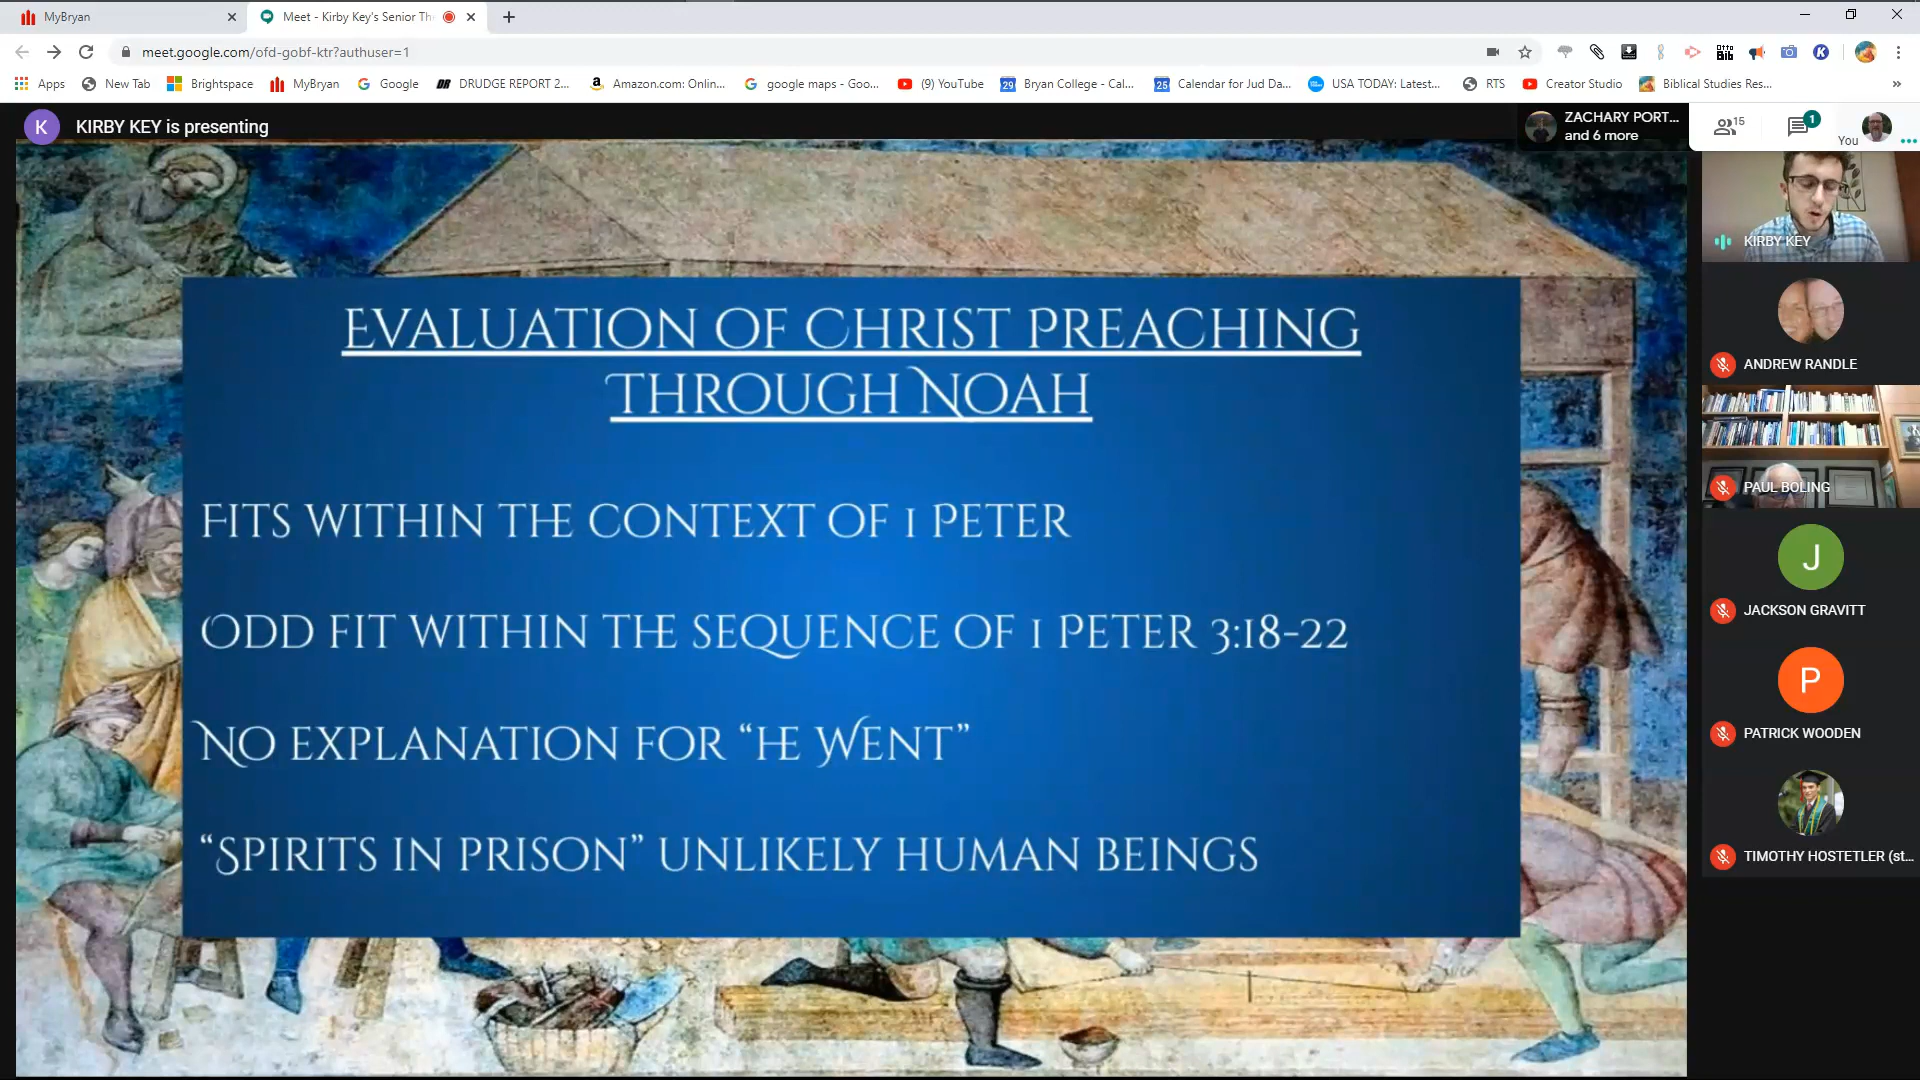 MyBryan
Meet - Kirby Key's Senior Th
meet.google.com/ofd-gobf-ktr?authuser=1
Apps
New Tab
Brightspace
MyBryan
Google
DRUDGE REPORT 2...
Amazon.com: Onlin...
google maps - Goo...
(9) YouTube
Bryan College - Cal...
Calendar for Jud Da...
USA TODAY: Latest...
RTS
Creator Studio
Biblical Studies Res...
K
KIRBY KEY is presenting
ZACHARY PORT...
and 6 more
15
1
You
EVALUATION OF CHRIST PREACHING
THROUGH NOAH
FITS WITHIN THE CONTEXT OF 1 PETER
ODD FIT WITHIN THE SEQUENCE OF 1 PETER 3:18-22
NO EXPLANATION FOR “HE WENT”
“SPIRITS IN PRISON” UNLIKELY HUMAN BEINGS
KIRBY KEY
ANDREW RANDLE
PAUL BOLING
J
JACKSON GRAVITT
P
PATRICK WOODEN
TIMOTHY HOSTETLER (st...